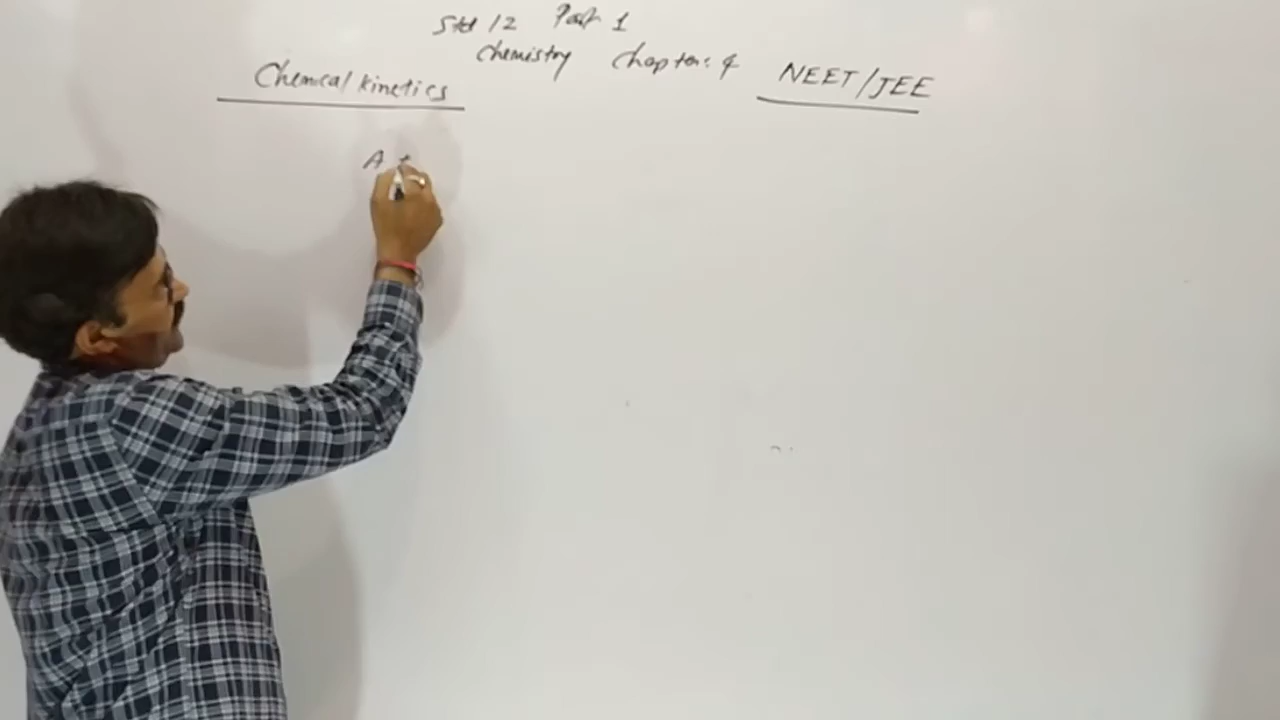 Std 12 Part 1
Chemistry Chapter: 4
Chemical kinetics
NEET/JEE
A +